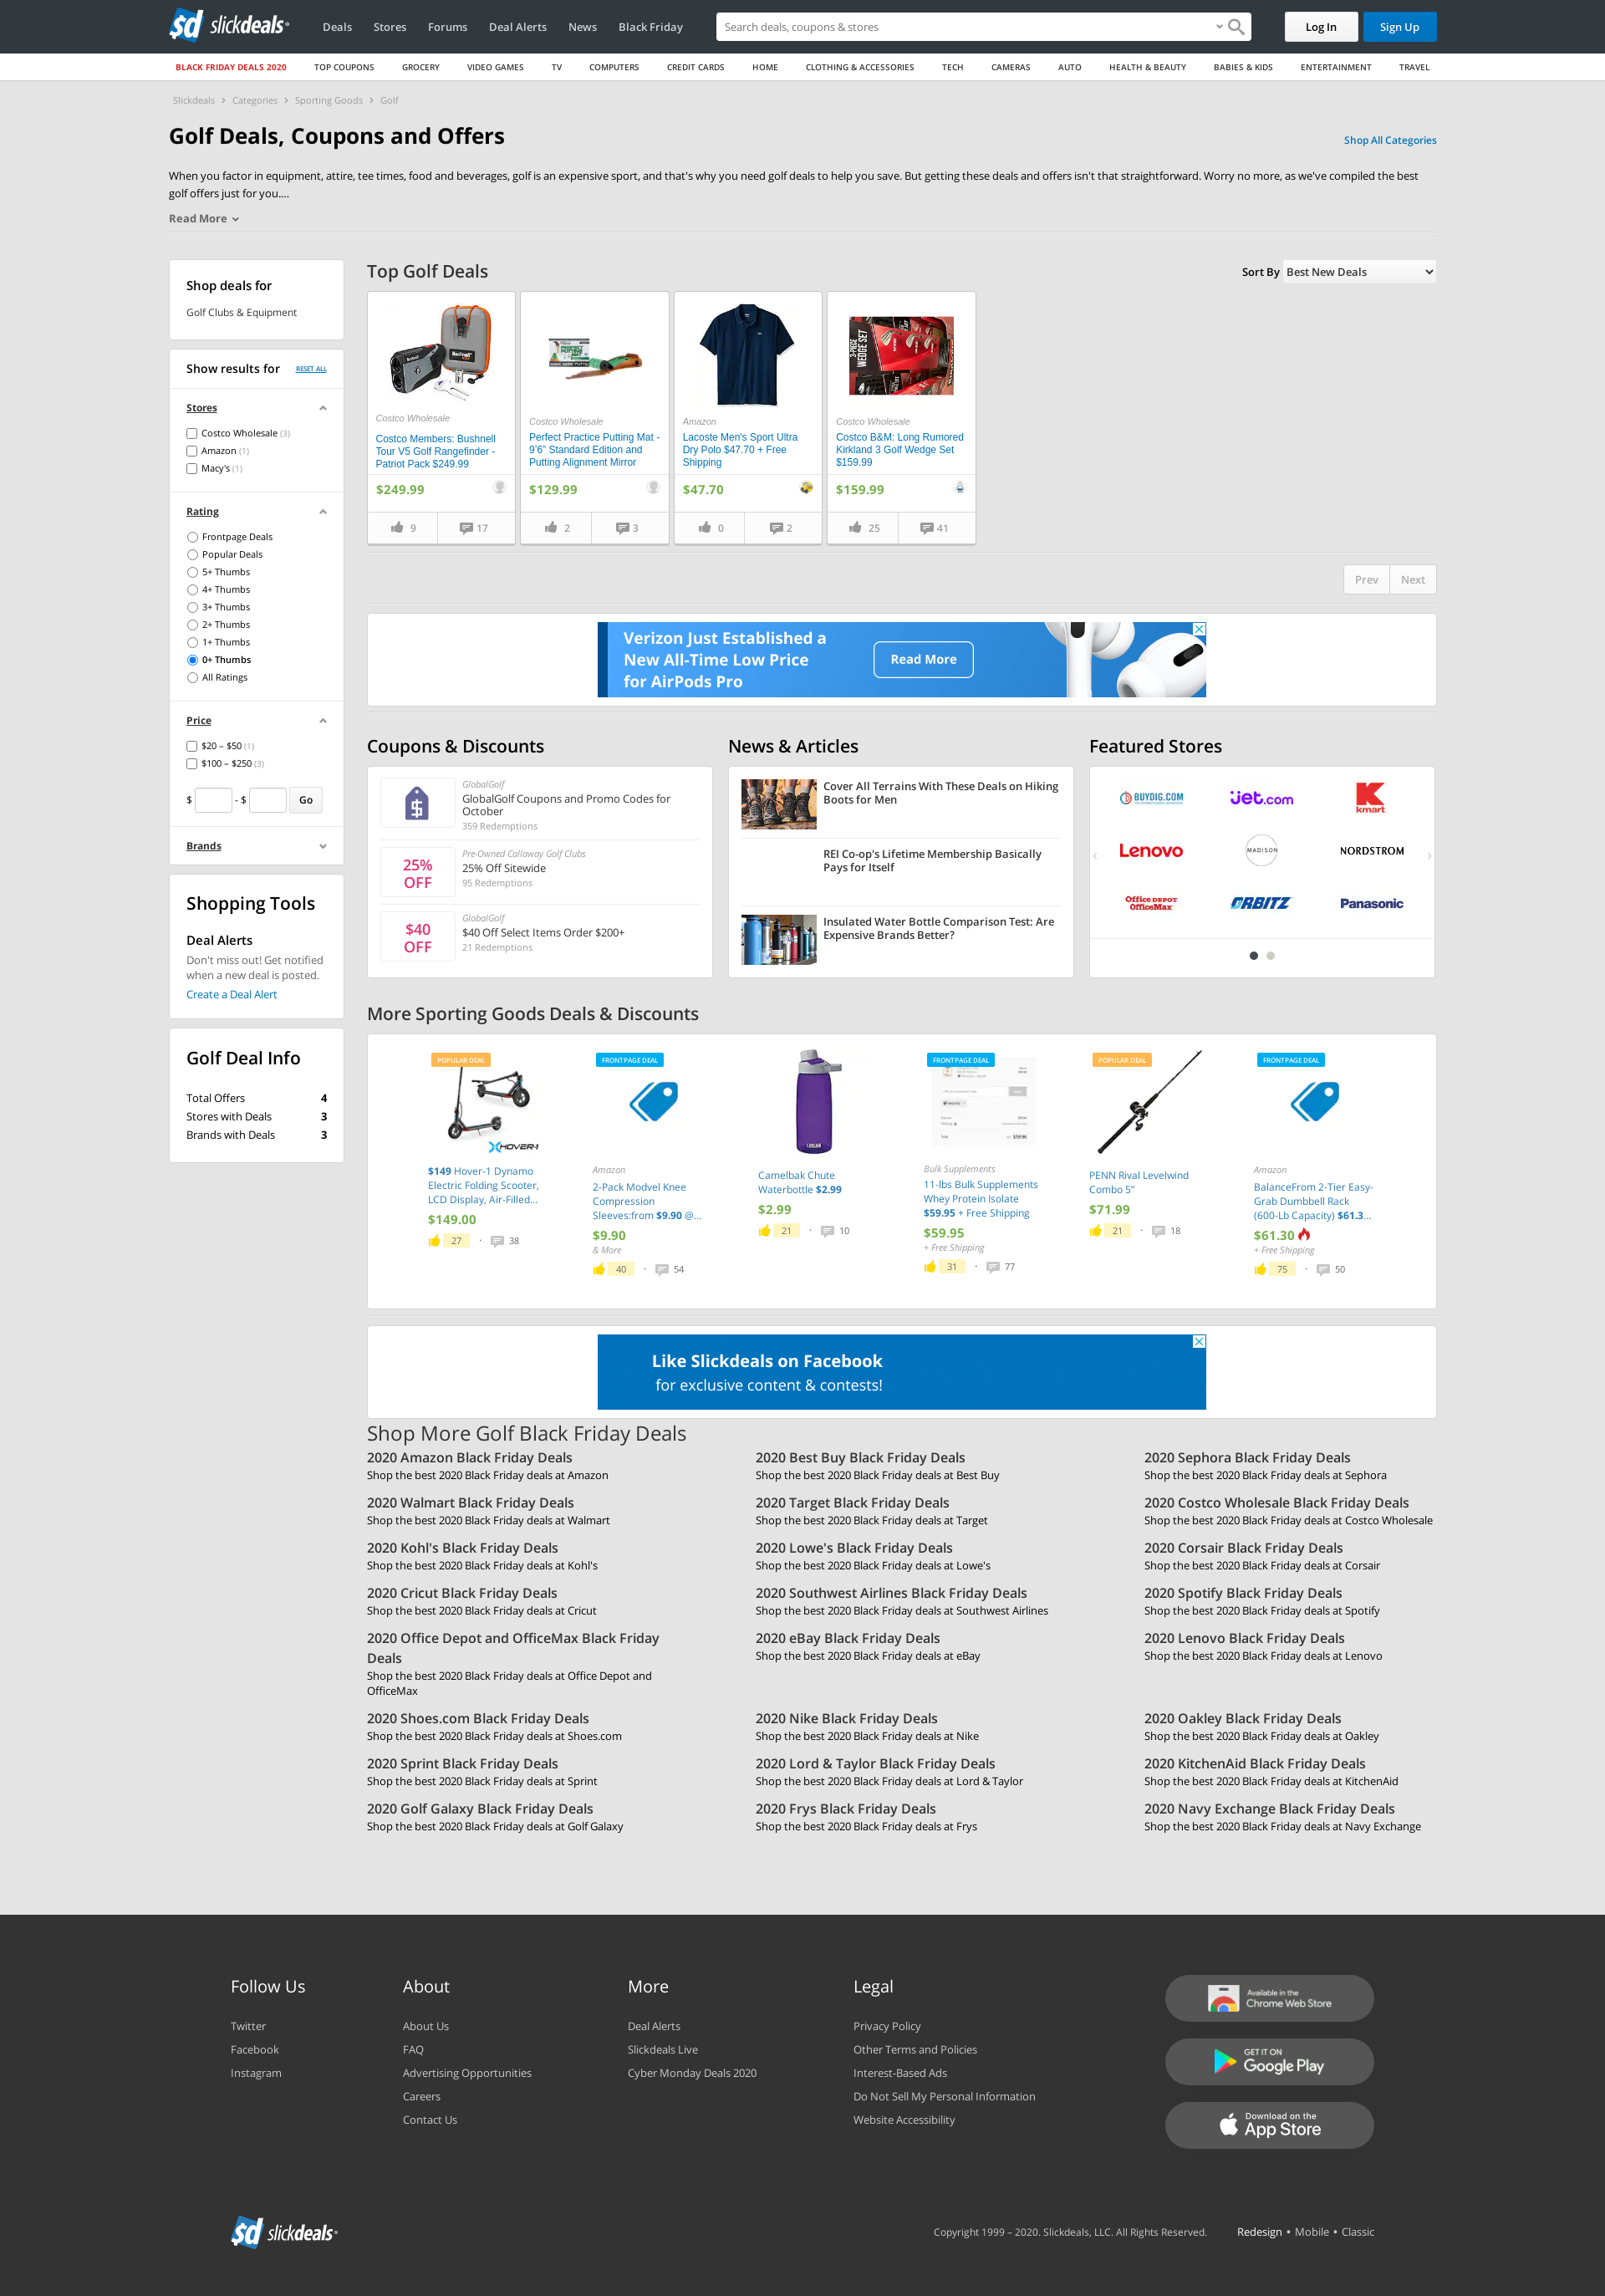 sd slickdeals
Deals Stores Forums Deal Alerts News Black Friday
Search deals, coupons & stores
Log In
Sign Up
BLACK FRIDAY DEALS 2020 TOP COUPONS GROCERY VIDEO GAMES TV COMPUTERS CREDIT CARDS HOME CLOTHING & ACCESSORIES TECH CAMERAS AUTO HEALTH & BEAUTY BABIES & KIDS ENTERTAINMENT TRAVEL
Slickdeals › Categories › Sporting Goods › Golf
Golf Deals, Coupons and Offers
Shop All Categories
When you factor in equipment, attire, tee times, food and beverages, golf is an expensive sport, and that's why you need golf deals to help you save. But getting these deals and offers isn't that straightforward. Worry no more, as we've compiled the best
golf offers just for you....
Read More
Shop deals for
Golf Clubs & Equipment
Show results for RESET ALL
Stores
Costco Wholesale (3)
Amazon (1)
Macy's (1)
Rating
Frontpage Deals
Popular Deals
5+ Thumbs
4+ Thumbs
3+ Thumbs
2+ Thumbs
1+ Thumbs
0+ Thumbs
All Ratings
Price
$20 – $50 (1)
$100 – $250 (3)
$ - $ Go
Brands
Shopping Tools
Deal Alerts
Don't miss out! Get notified
when a new deal is posted.
Create a Deal Alert
Golf Deal Info
Total Offers 4
Stores with Deals 3
Brands with Deals 3
Top Golf Deals
Sort By Best New Deals
Bushnell
Costco Wholesale
Costco Members: Bushnell
Tour V5 Golf Rangefinder -
Patriot Pack $249.99
$249.99
9 17
Costco Wholesale
Perfect Practice Putting Mat -
9'6" Standard Edition and
Putting Alignment Mirror
$129.99
2 3
Amazon
Lacoste Men's Sport Ultra
Dry Polo $47.70 + Free
Shipping
$47.70
0 2
3-PIECE
WEDGE SET
Costco Wholesale
Costco B&M: Long Rumored
Kirkland 3 Golf Wedge Set
$159.99
$159.99
25 41
Prev Next
Verizon Just Established a
New All-Time Low Price
for AirPods Pro
Read More
Coupons & Discounts
GlobalGolf
GlobalGolf Coupons and Promo Codes for
October
359 Redemptions
25%
OFF
Pre-Owned Callaway Golf Clubs
25% Off Sitewide
95 Redemptions
$40
OFF
GlobalGolf
$40 Off Select Items Order $200+
21 Redemptions
News & Articles
Cover All Terrains With These Deals on Hiking
Boots for Men
REI Co-op's Lifetime Membership Basically
Pays for Itself
Insulated Water Bottle Comparison Test: Are
Expensive Brands Better?
Featured Stores
BUYDIG.COM
jet.com
kmart
Lenovo
MADISON
NORDSTROM
Office DEPOT
OfficeMax
ORBITZ
Panasonic
More Sporting Goods Deals & Discounts
POPULAR DEAL
HOVER-1
$149 Hover-1 Dynamo
Electric Folding Scooter,
LCD Display, Air-Filled...
$149.00
27 · 38
FRONTPAGE DEAL
Amazon
2-Pack Modvel Knee
Compression
Sleeves:from $9.90 @...
$9.90
& More
40 · 54
Camelbak Chute
Waterbottle $2.99
$2.99
21 · 10
FRONTPAGE DEAL
Bulk Supplements
11-lbs Bulk Supplements
Whey Protein Isolate
$59.95 + Free Shipping
$59.95
+ Free Shipping
31 · 77
POPULAR DEAL
PENN Rival Levelwind
Combo 5"
$71.99
21 · 18
FRONTPAGE DEAL
Amazon
BalanceFrom 2-Tier Easy-
Grab Dumbbell Rack
(600-Lb Capacity) $61.3...
$61.30
+ Free Shipping
75 · 50
Like Slickdeals on Facebook
for exclusive content & contests!
Shop More Golf Black Friday Deals
2020 Amazon Black Friday Deals
Shop the best 2020 Black Friday deals at Amazon
2020 Best Buy Black Friday Deals
Shop the best 2020 Black Friday deals at Best Buy
2020 Sephora Black Friday Deals
Shop the best 2020 Black Friday deals at Sephora
2020 Walmart Black Friday Deals
Shop the best 2020 Black Friday deals at Walmart
2020 Target Black Friday Deals
Shop the best 2020 Black Friday deals at Target
2020 Costco Wholesale Black Friday Deals
Shop the best 2020 Black Friday deals at Costco Wholesale
2020 Kohl's Black Friday Deals
Shop the best 2020 Black Friday deals at Kohl's
2020 Lowe's Black Friday Deals
Shop the best 2020 Black Friday deals at Lowe's
2020 Corsair Black Friday Deals
Shop the best 2020 Black Friday deals at Corsair
2020 Cricut Black Friday Deals
Shop the best 2020 Black Friday deals at Cricut
2020 Southwest Airlines Black Friday Deals
Shop the best 2020 Black Friday deals at Southwest Airlines
2020 Spotify Black Friday Deals
Shop the best 2020 Black Friday deals at Spotify
2020 Office Depot and OfficeMax Black Friday
Deals
Shop the best 2020 Black Friday deals at Office Depot and
OfficeMax
2020 eBay Black Friday Deals
Shop the best 2020 Black Friday deals at eBay
2020 Lenovo Black Friday Deals
Shop the best 2020 Black Friday deals at Lenovo
2020 Shoes.com Black Friday Deals
Shop the best 2020 Black Friday deals at Shoes.com
2020 Nike Black Friday Deals
Shop the best 2020 Black Friday deals at Nike
2020 Oakley Black Friday Deals
Shop the best 2020 Black Friday deals at Oakley
2020 Sprint Black Friday Deals
Shop the best 2020 Black Friday deals at Sprint
2020 Lord & Taylor Black Friday Deals
Shop the best 2020 Black Friday deals at Lord & Taylor
2020 KitchenAid Black Friday Deals
Shop the best 2020 Black Friday deals at KitchenAid
2020 Golf Galaxy Black Friday Deals
Shop the best 2020 Black Friday deals at Golf Galaxy
2020 Frys Black Friday Deals
Shop the best 2020 Black Friday deals at Frys
2020 Navy Exchange Black Friday Deals
Shop the best 2020 Black Friday deals at Navy Exchange
Follow Us
Twitter
Facebook
Instagram
About
About Us
FAQ
Advertising Opportunities
Careers
Contact Us
More
Deal Alerts
Slickdeals Live
Cyber Monday Deals 2020
Legal
Privacy Policy
Other Terms and Policies
Interest-Based Ads
Do Not Sell My Personal Information
Website Accessibility
Available in the
Chrome Web Store
GET IT ON
Google Play
Download on the
App Store
sd slickdeals
Copyright 1999 – 2020. Slickdeals, LLC. All Rights Reserved.
Redesign • Mobile • Classic